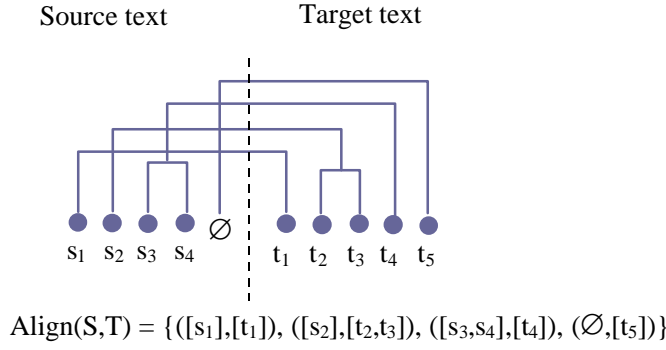 Source text Target text
s₁ s₂ s₃ s₄ ∅ t₁ t₂ t₃ t₄ t₅
Align(S,T) = {([s₁],[t₁]), ([s₂],[t₂,t₃]), ([s₃,s₄],[t₄]), (∅,[t₅])}